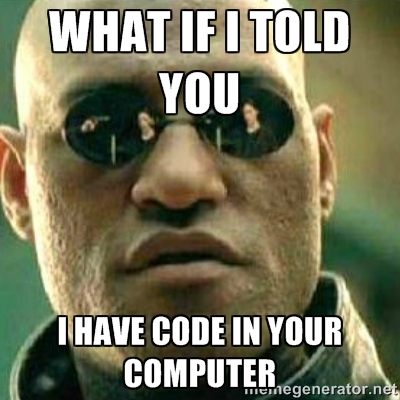 WHAT IF I TOLD
YOU
I HAVE CODE IN YOUR
COMPUTER
memegenerator.net